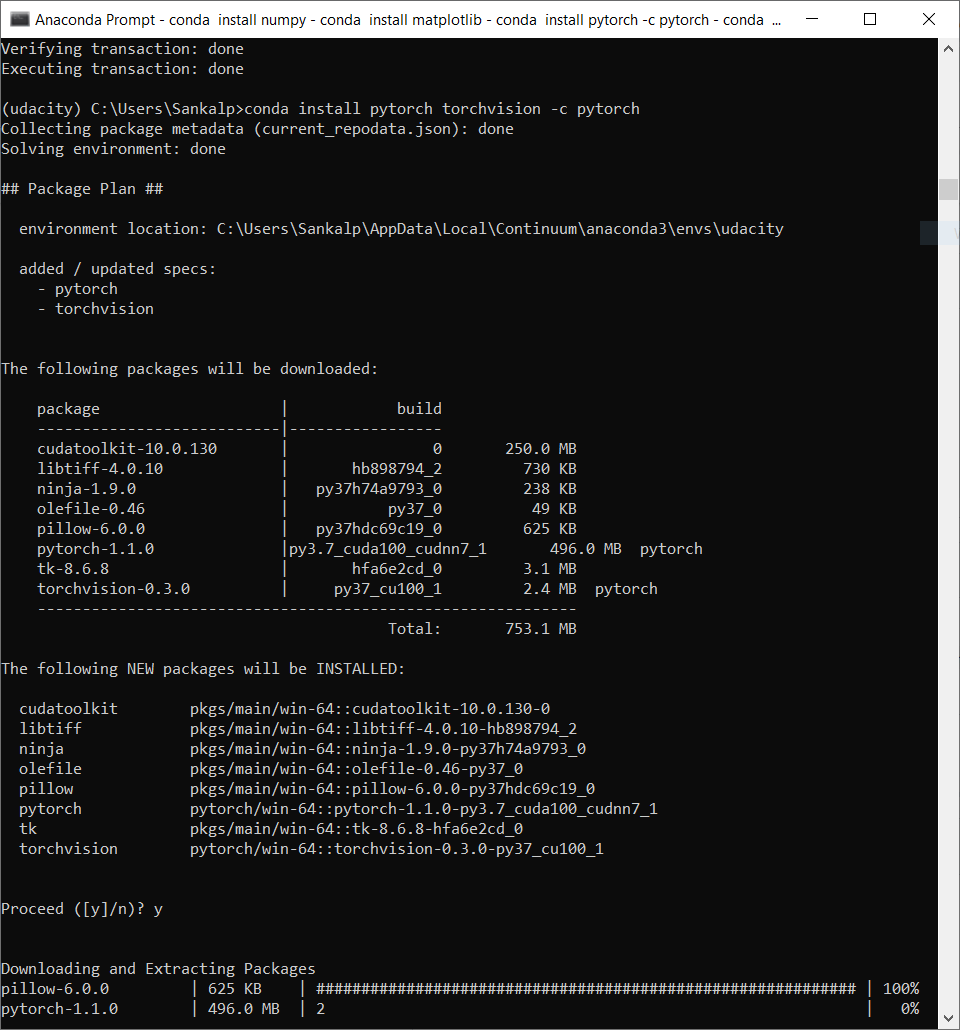 Anaconda Prompt - conda  install numpy - conda  install matplotlib - conda  install pytorch -c pytorch - conda  ...
Verifying transaction: done
Executing transaction: done
(udacity) C:\Users\Sankalp>conda install pytorch torchvision -c pytorch
Collecting package metadata (current_repodata.json): done
Solving environment: done
## Package Plan ##
  environment location: C:\Users\Sankalp\AppData\Local\Continuum\anaconda3\envs\udacity
  added / updated specs:
    - pytorch
    - torchvision
The following packages will be downloaded:
    package                    |            build
    ---------------------------|-----------------
    cudatoolkit-10.0.130       |                0       250.0 MB
    libtiff-4.0.10             |       hb898794_2         730 KB
    ninja-1.9.0                |   py37h74a9793_0         238 KB
    olefile-0.46               |           py37_0          49 KB
    pillow-6.0.0               |   py37hdc69c19_0         625 KB
    pytorch-1.1.0              |py3.7_cuda100_cudnn7_1       496.0 MB  pytorch
    tk-8.6.8                   |       hfa6e2cd_0         3.1 MB
    torchvision-0.3.0          |     py37_cu100_1         2.4 MB  pytorch
    ------------------------------------------------------------
                                           Total:       753.1 MB
The following NEW packages will be INSTALLED:
  cudatoolkit        pkgs/main/win-64::cudatoolkit-10.0.130-0
  libtiff            pkgs/main/win-64::libtiff-4.0.10-hb898794_2
  ninja              pkgs/main/win-64::ninja-1.9.0-py37h74a9793_0
  olefile            pkgs/main/win-64::olefile-0.46-py37_0
  pillow             pkgs/main/win-64::pillow-6.0.0-py37hdc69c19_0
  pytorch            pytorch/win-64::pytorch-1.1.0-py3.7_cuda100_cudnn7_1
  tk                 pkgs/main/win-64::tk-8.6.8-hfa6e2cd_0
  torchvision        pytorch/win-64::torchvision-0.3.0-py37_cu100_1
Proceed ([y]/n)? y
Downloading and Extracting Packages
pillow-6.0.0         | 625 KB    | ############################################################ | 100%
pytorch-1.1.0        | 496.0 MB  | 2                                                            |   0%